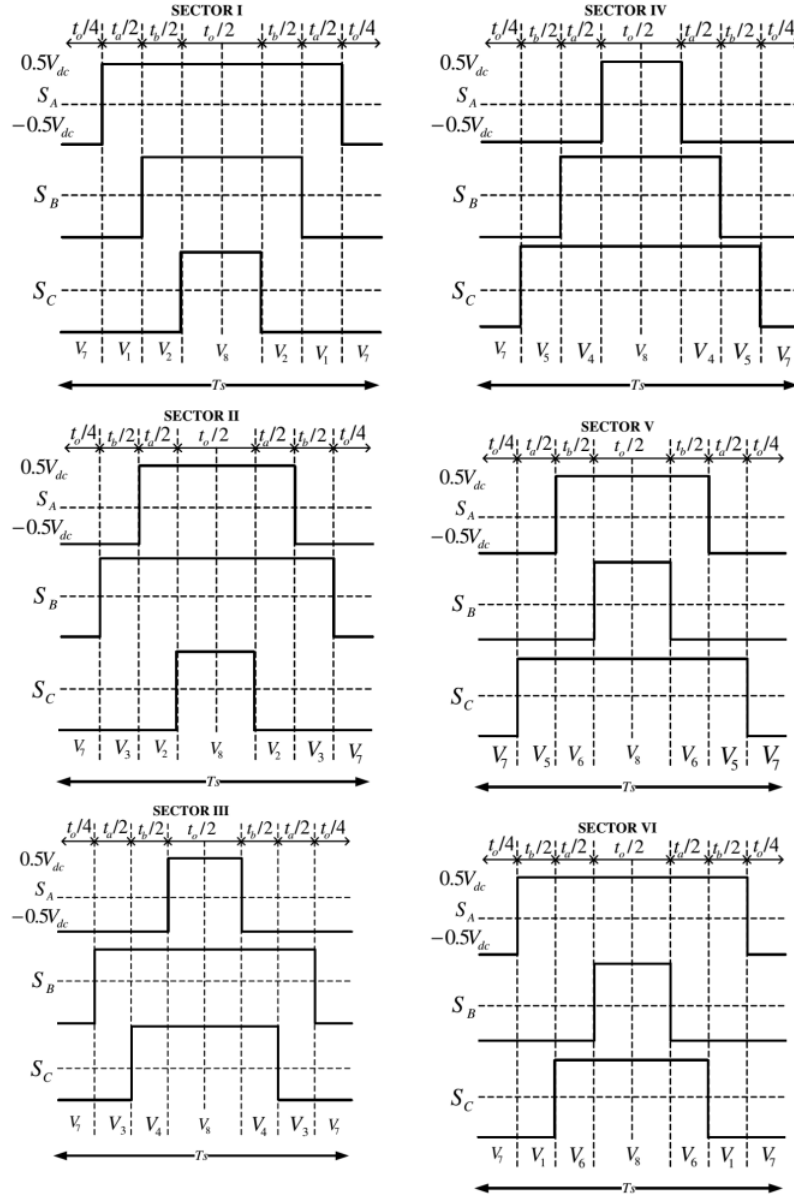 SECTOR I
t_o/4 t_a/2 t_b/2 t_o/2 t_b/2 t_a/2 t_o/4
0.5V_dc
S_A
−0.5V_dc
S_B
S_C
V_7 V_1 V_2 V_8 V_2 V_1 V_7
Ts
SECTOR II
t_o/4 t_b/2 t_a/2 t_o/2 t_a/2 t_b/2 t_o/4
0.5V_dc
S_A
−0.5V_dc
S_B
S_C
V_7 V_3 V_2 V_8 V_2 V_3 V_7
Ts
SECTOR III
t_o/4 t_a/2 t_b/2 t_o/2 t_b/2 t_a/2 t_o/4
0.5V_dc
S_A
−0.5V_dc
S_B
S_C
V_7 V_3 V_4 V_8 V_4 V_3 V_7
Ts
SECTOR IV
t_o/4 t_b/2 t_a/2 t_o/2 t_a/2 t_b/2 t_o/4
0.5V_dc
S_A
−0.5V_dc
S_B
S_C
V_7 V_5 V_4 V_8 V_4 V_5 V_7
Ts
SECTOR V
t_o/4 t_a/2 t_b/2 t_o/2 t_b/2 t_a/2 t_o/4
0.5V_dc
S_A
−0.5V_dc
S_B
S_C
V_7 V_5 V_6 V_8 V_6 V_5 V_7
Ts
SECTOR VI
t_o/4 t_b/2 t_a/2 t_o/2 t_a/2 t_b/2 t_o/4
0.5V_dc
S_A
−0.5V_dc
S_B
S_C
V_7 V_1 V_6 V_8 V_6 V_1 V_7
Ts